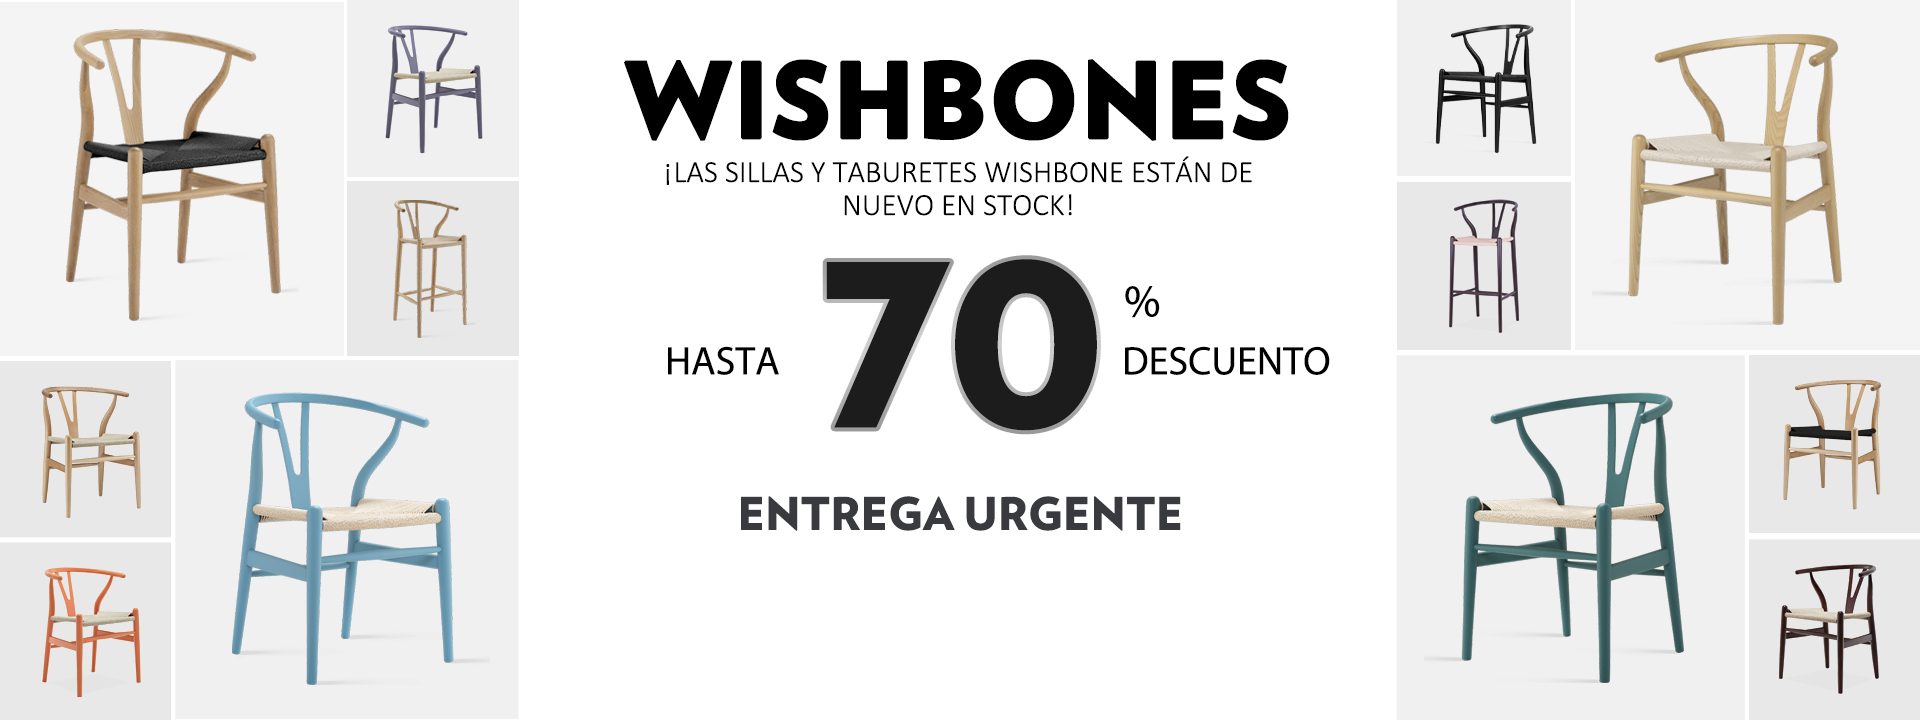 WISHBONES
¡LAS SILLAS Y TABURETES WISHBONE ESTÁN DE
NUEVO EN STOCK!
HASTA 70 % DESCUENTO
ENTREGA URGENTE